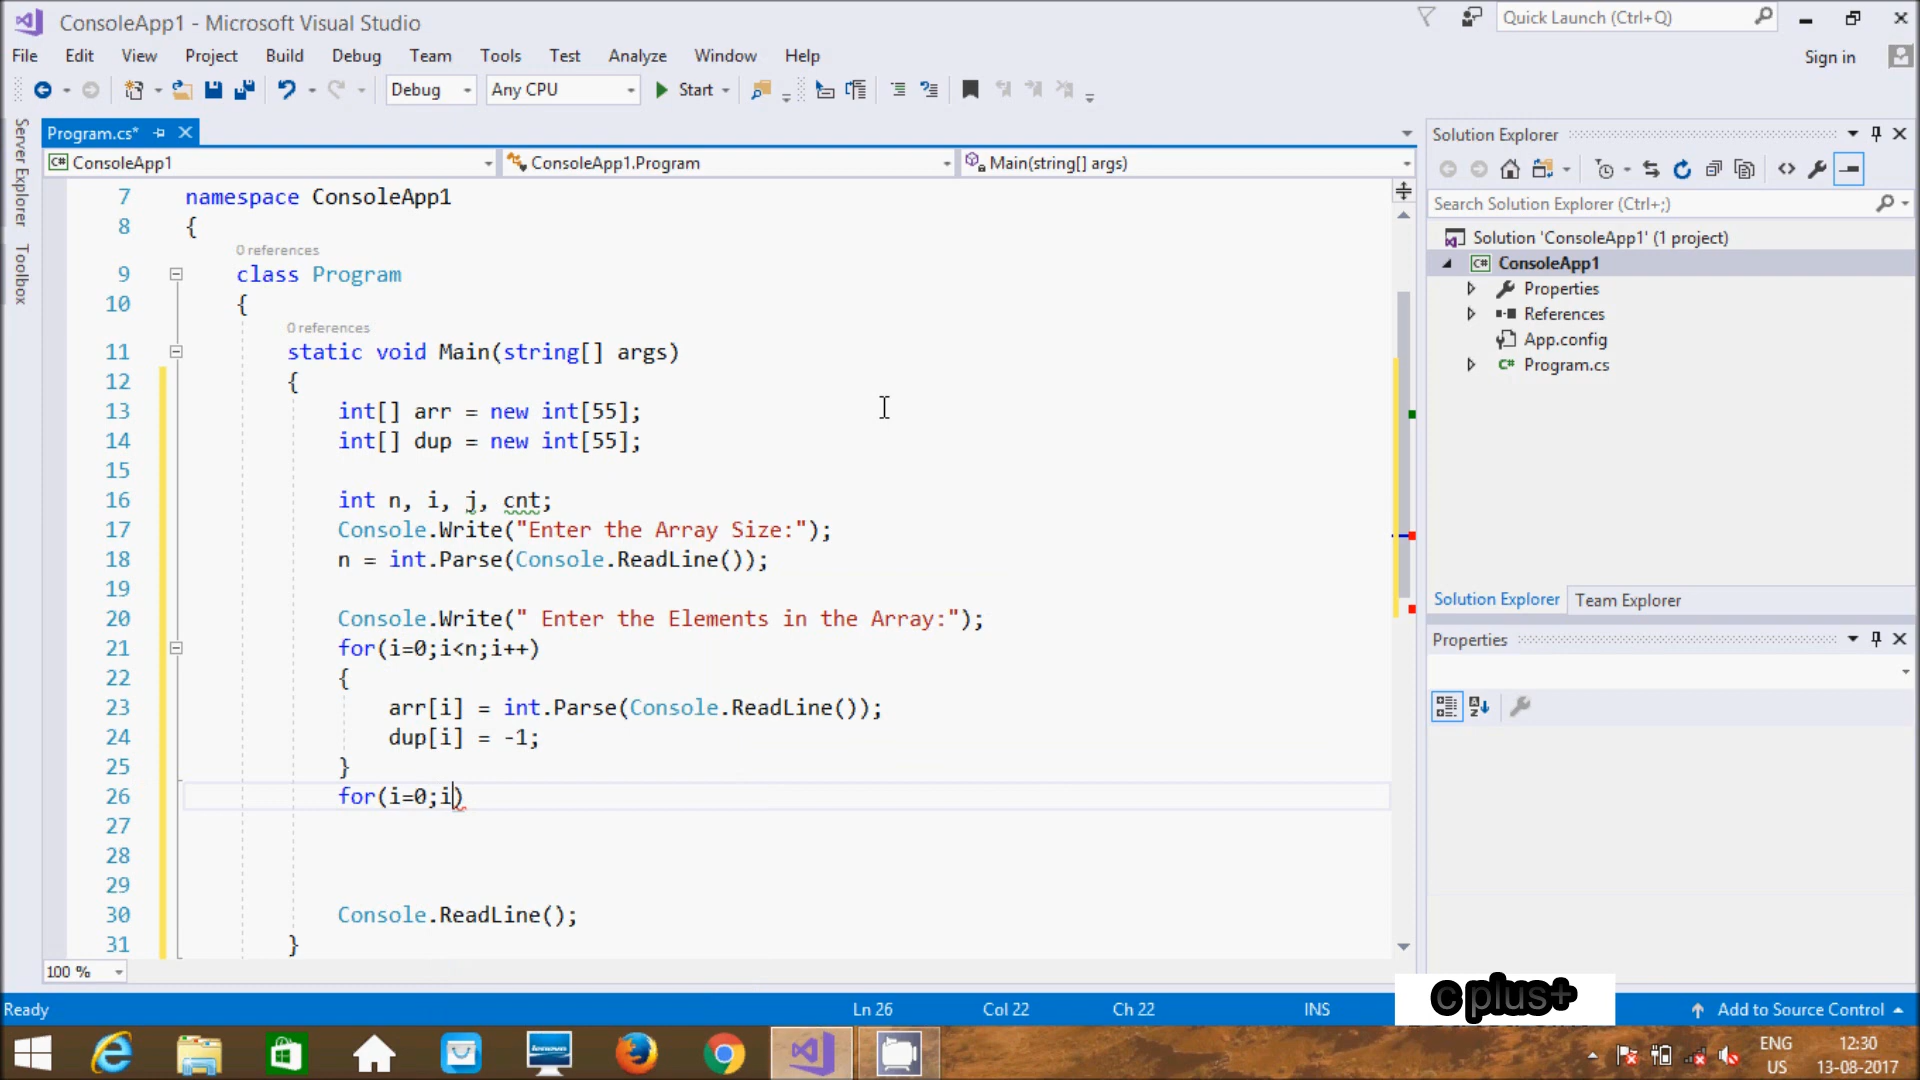 ConsoleApp1 - Microsoft Visual Studio
Quick Launch (Ctrl+Q)
File Edit View Project Build Debug Team Tools Test Analyze Window Help
Sign in
Debug Any CPU Start
Server Explorer
Toolbox
Program.cs*
ConsoleApp1 ConsoleApp1.Program Main(string[] args)
7 namespace ConsoleApp1
8 {
0 references
9 class Program
10 {
0 references
11 static void Main(string[] args)
12 {
13 int[] arr = new int[55];
14 int[] dup = new int[55];
15
16 int n, i, j, cnt;
17 Console.Write("Enter the Array Size:");
18 n = int.Parse(Console.ReadLine());
19
20 Console.Write(" Enter the Elements in the Array:");
21 for(i=0;i<n;i++)
22 {
23 arr[i] = int.Parse(Console.ReadLine());
24 dup[i] = -1;
25 }
26 for(i=0;i)
27
28
29
30 Console.ReadLine();
31 }
100 %
Solution Explorer
Search Solution Explorer (Ctrl+;)
Solution 'ConsoleApp1' (1 project)
C# ConsoleApp1
Properties
References
App.config
C# Program.cs
Solution Explorer Team Explorer
Properties
Ready Ln 26 Col 22 Ch 22 INS
c plus+
Add to Source Control
lenovo
ENG
US
12:30
13-08-2017